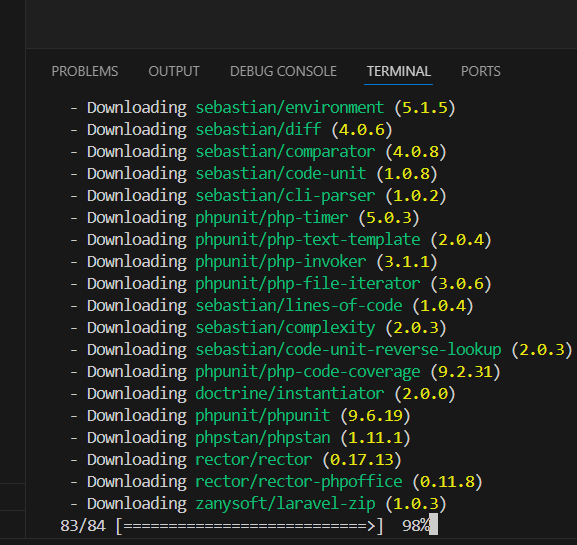 PROBLEMS OUTPUT DEBUG CONSOLE TERMINAL PORTS
- Downloading sebastian/environment (5.1.5)
- Downloading sebastian/diff (4.0.6)
- Downloading sebastian/comparator (4.0.8)
- Downloading sebastian/code-unit (1.0.8)
- Downloading sebastian/cli-parser (1.0.2)
- Downloading phpunit/php-timer (5.0.3)
- Downloading phpunit/php-text-template (2.0.4)
- Downloading phpunit/php-invoker (3.1.1)
- Downloading phpunit/php-file-iterator (3.0.6)
- Downloading sebastian/lines-of-code (1.0.4)
- Downloading sebastian/complexity (2.0.3)
- Downloading sebastian/code-unit-reverse-lookup (2.0.3)
- Downloading phpunit/php-code-coverage (9.2.31)
- Downloading doctrine/instantiator (2.0.0)
- Downloading phpunit/phpunit (9.6.19)
- Downloading phpstan/phpstan (1.11.1)
- Downloading rector/rector (0.17.13)
- Downloading rector/rector-phpoffice (0.11.8)
- Downloading zanysoft/laravel-zip (1.0.3)
83/84 [===========================>] 98%